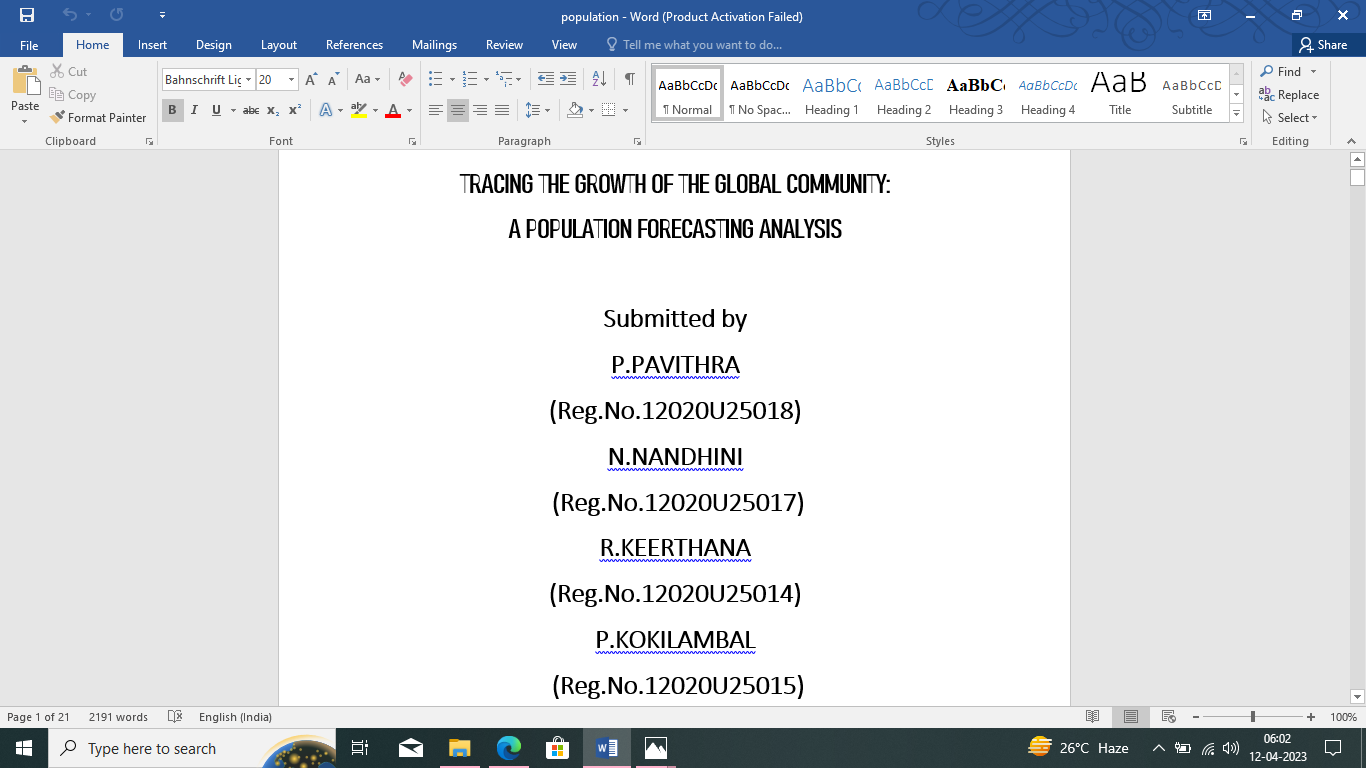 population - Word (Product Activation Failed)
File Home Insert Design Layout References Mailings Review View Tell me what you want to do... Share
Paste
Cut
Copy
Format Painter
Clipboard
Bahnschrift Lig 20
Font
Paragraph
AaBbCcDc AaBbCcDc AaBbCc AaBbCcD AaBbC AaBbCcDc AaB AaBbCcD
¶ Normal ¶ No Spac... Heading 1 Heading 2 Heading 3 Heading 4 Title Subtitle
Styles
Find
Replace
Select
Editing
TRACING THE GROWTH OF THE GLOBAL COMMUNITY:
A POPULATION FORECASTING ANALYSIS
Submitted by
P.PAVITHRA
(Reg.No.12020U25018)
N.NANDHINI
(Reg.No.12020U25017)
R.KEERTHANA
(Reg.No.12020U25014)
P.KOKILAMBAL
(Reg.No.12020U25015)
Page 1 of 21 2191 words English (India) 100%
Type here to search 26°C Haze 06:02
12-04-2023